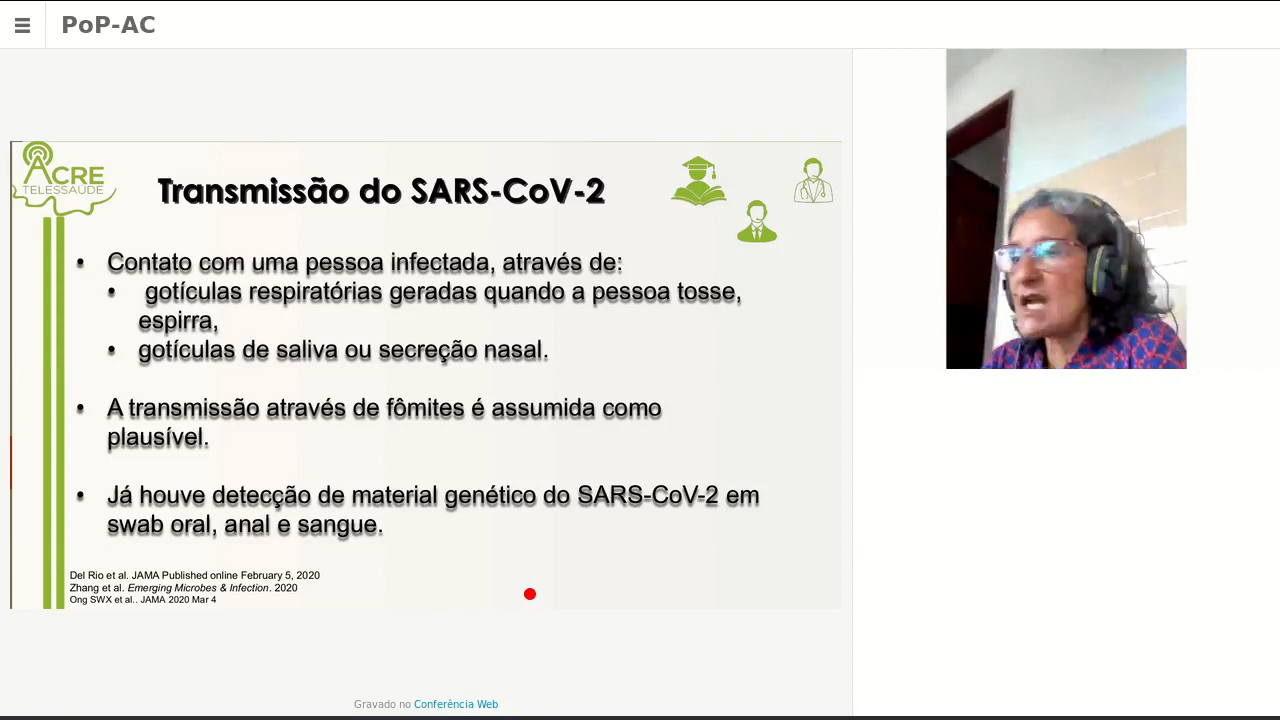 PoP-AC
ACRE
TELESSAÚDE
Transmissão do SARS-CoV-2
• Contato com uma pessoa infectada, através de:
• gotículas respiratórias geradas quando a pessoa tosse,
espirra,
• gotículas de saliva ou secreção nasal.
• A transmissão através de fômites é assumida como
plausível.
• Já houve detecção de material genético do SARS-CoV-2 em
swab oral, anal e sangue.
Del Rio et al. JAMA Published online February 5, 2020
Zhang et al. Emerging Microbes & Infection. 2020
Ong SWX et al.. JAMA 2020 Mar 4
Gravado no Conferência Web